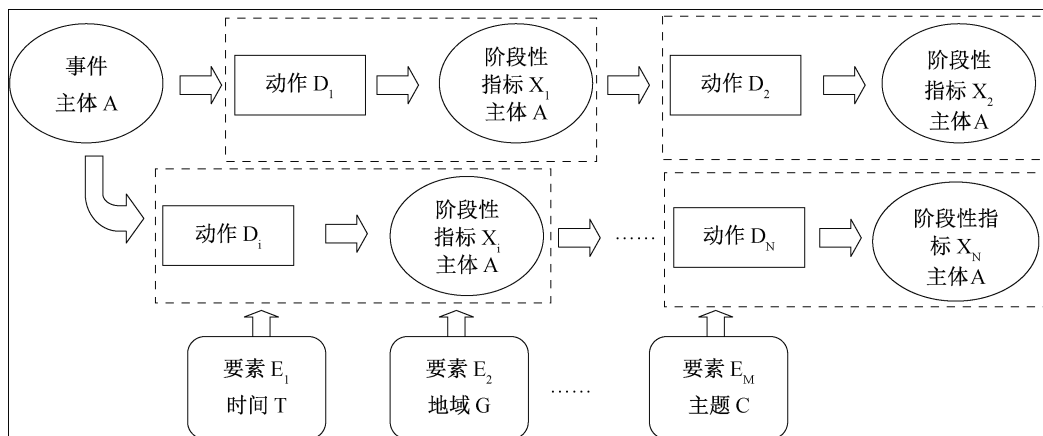 事件
主体 A
动作 D1
阶段性
指标 X1
主体 A
动作 D2
阶段性
指标 X2
主体A
动作 Di
阶段性
指标 Xi
主体 A
……
动作 DN
阶段性指
标 XN
主体A
要素 E1
时间 T
要素 E2
地域 G
……
要素 EM
主题 C